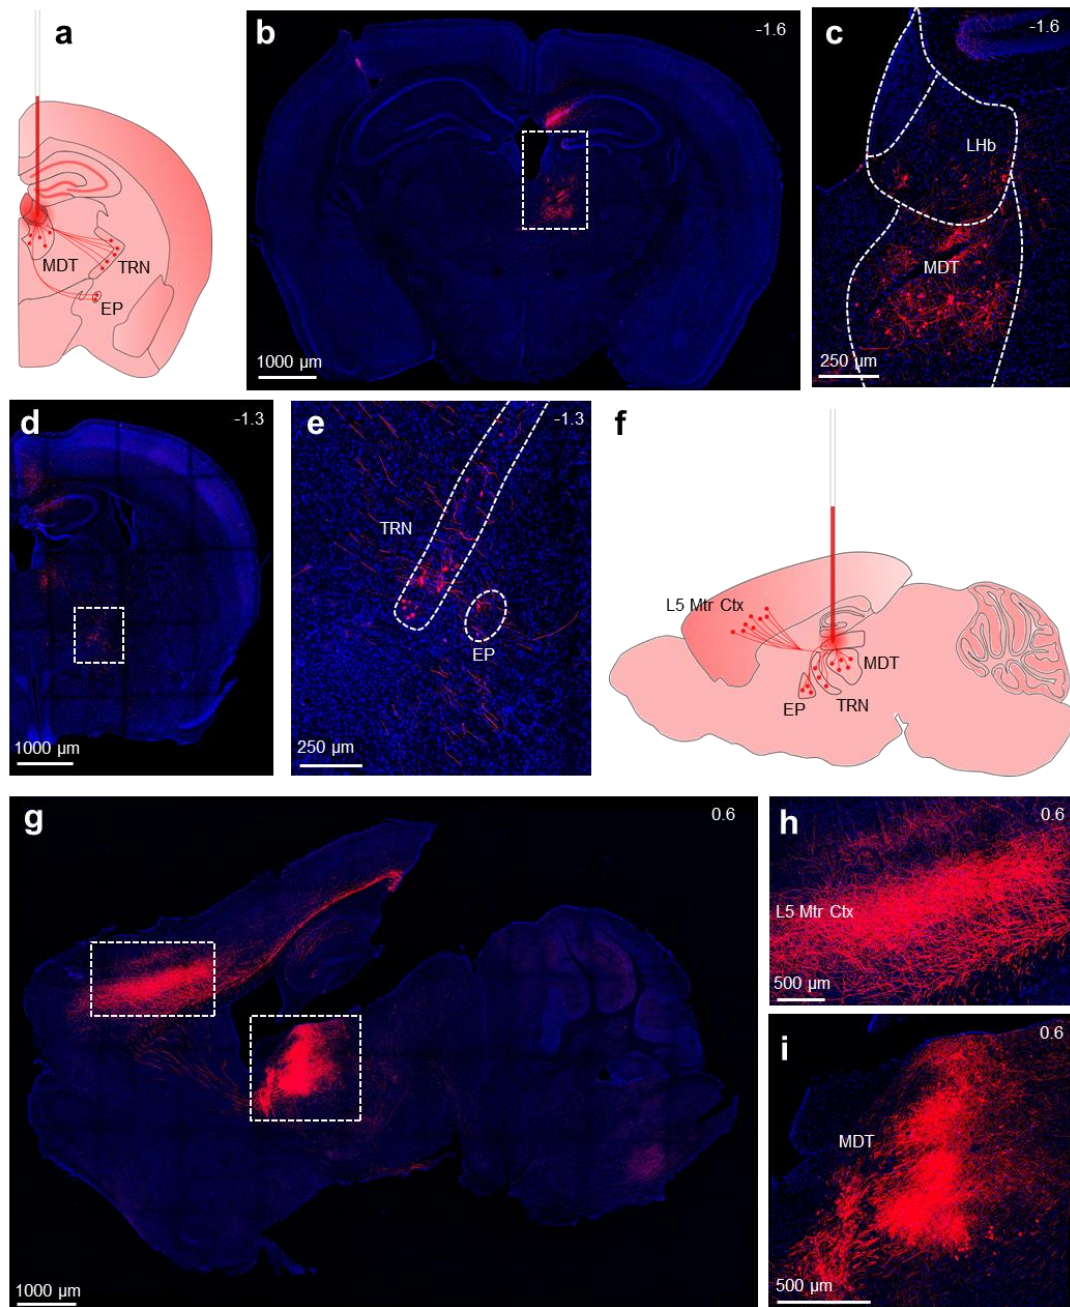 a
MDT
TRN
EP
b
-1.6
1000 µm
c
-1.6
LHb
MDT
250 µm
d
-1.3
1000 µm
e
-1.3
TRN
EP
250 µm
f
L5 Mtr Ctx
MDT
EP
TRN
g
0.6
1000 µm
h
0.6
L5 Mtr Ctx
500 µm
i
0.6
MDT
500 µm